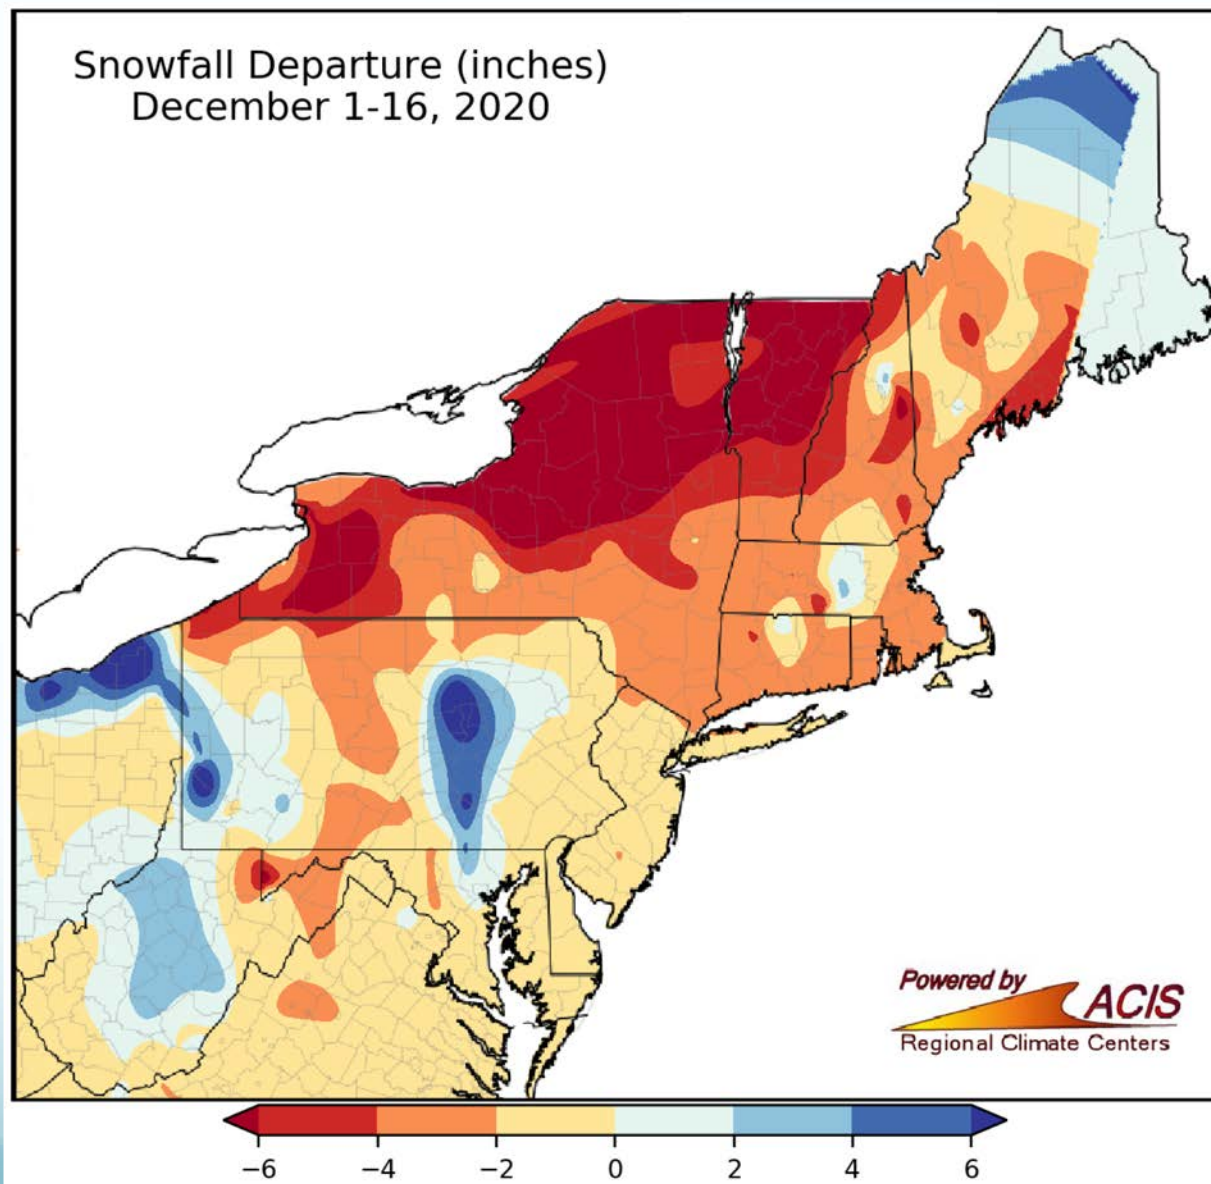 Snowfall Departure (inches)
December 1-16, 2020
Powered by
ACIS
Regional Climate Centers
−6 −4 −2 0 2 4 6